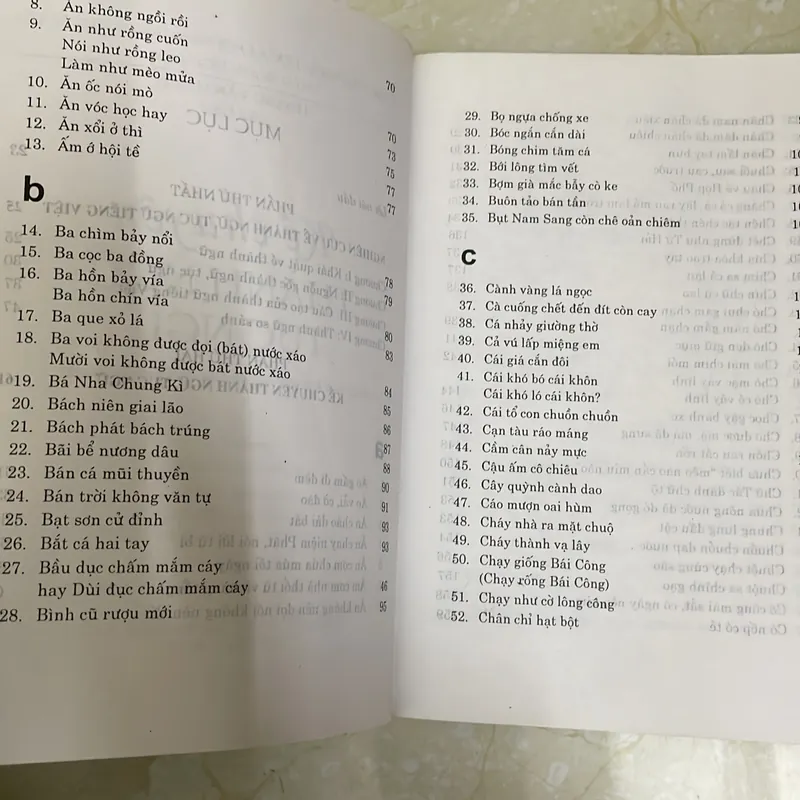 8. Ăn không ngồi rồi
9. Ăn như rồng cuốn
Nói như rồng leo
Làm như mèo mửa 70
10. Ăn ốc nói mò
11. Ăn vóc học hay 70
12. Ăn xổi ở thì 73
13. Ấm ớ hội tề 75
77
b 77
14. Ba chìm bảy nổi 78
15. Ba cọc ba đồng 79
16. Ba hồn bảy vía
Ba hồn chín vía 80
17. Ba que xỏ lá 83
18. Ba voi không được dọi (bát) nước xáo
Mười voi không được bát nước xáo 84
19. Bá Nha Chung Kì 85
20. Bách niên giai lão 86
21. Bách phát bách trúng 87
22. Bãi bể nương dâu 88
23. Bán cá mũi thuyền 90
24. Bán trời không văn tự 91
25. Bạt sơn cử đỉnh 93
26. Bắt cá hai tay 93
27. Bầu dục chấm mắm cáy
hay Dùi đục chấm mắm cáy 46
28. Bình cũ rượu mới 95
29. Bọ ngựa chống xe
30. Bóc ngắn cắn dài
31. Bóng chim tăm cá
32. Bới lông tìm vết
33. Bợm già mắc bẫy cò ke
34. Buôn tảo bán tần
35. Bụt Nam Sang còn chê oản chiêm
c
36. Cành vàng lá ngọc
37. Cà cuống chết đến đít còn cay
38. Cá nhảy giường thờ
39. Cả vú lấp miệng em
40. Cái giá cắn đôi
41. Cái khó bó cái khôn
Cái khó ló cái khôn?
42. Cái tổ con chuồn chuồn
43. Cạn tàu ráo máng
44. Cầm cân nảy mực
45. Cậu ấm cô chiêu
46. Cây quỳnh cành dao
47. Cáo mượn oai hùm
48. Cháy nhà ra mặt chuột
49. Cháy thành vạ lây
50. Chạy giống Bái Công
(Chạy rống Bái Công)
51. Chạy như cờ lông công
52. Chân chỉ hạt bột